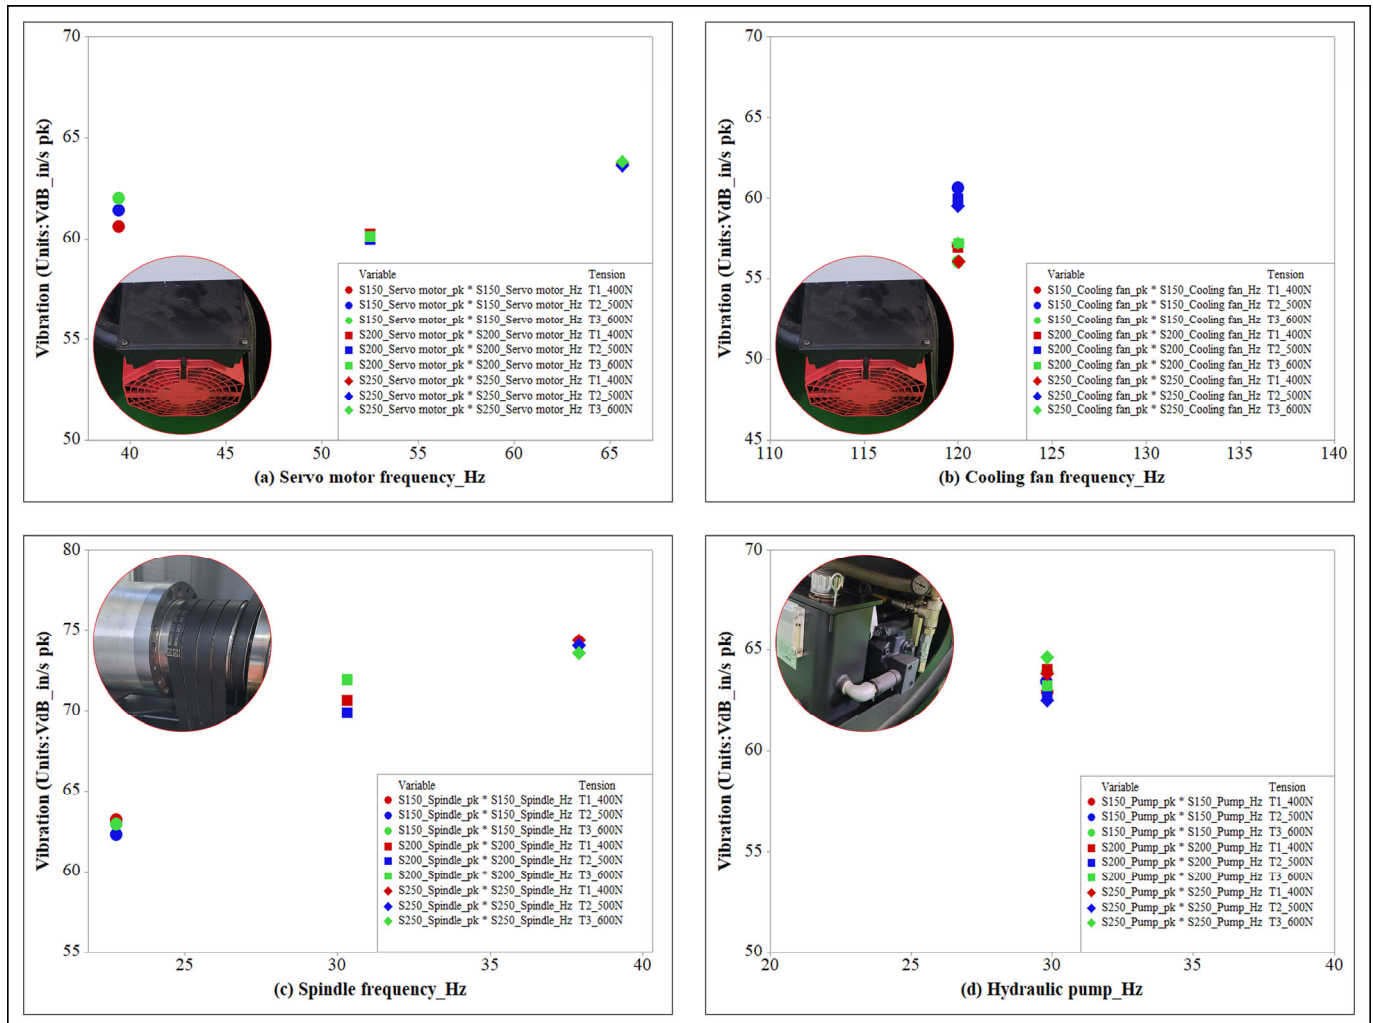 70
65
60
55
50
Vibration (Units:VdB_in/s pk)
Variable Tension
S150_Servo motor_pk * S150_Servo motor_Hz T1_400N
S150_Servo motor_pk * S150_Servo motor_Hz T2_500N
S150_Servo motor_pk * S150_Servo motor_Hz T3_600N
S200_Servo motor_pk * S200_Servo motor_Hz T1_400N
S200_Servo motor_pk * S200_Servo motor_Hz T2_500N
S200_Servo motor_pk * S200_Servo motor_Hz T3_600N
S250_Servo motor_pk * S250_Servo motor_Hz T1_400N
S250_Servo motor_pk * S250_Servo motor_Hz T2_500N
S250_Servo motor_pk * S250_Servo motor_Hz T3_600N
40 45 50 55 60 65
(a) Servo motor frequency_Hz
70
65
60
55
50
45
Vibration (Units:VdB_in/s pk)
Variable Tension
S150_Cooling fan_pk * S150_Cooling fan_Hz T1_400N
S150_Cooling fan_pk * S150_Cooling fan_Hz T2_500N
S150_Cooling fan_pk * S150_Cooling fan_Hz T3_600N
S200_Cooling fan_pk * S200_Cooling fan_Hz T1_400N
S200_Cooling fan_pk * S200_Cooling fan_Hz T2_500N
S200_Cooling fan_pk * S200_Cooling fan_Hz T3_600N
S250_Cooling fan_pk * S250_Cooling fan_Hz T1_400N
S250_Cooling fan_pk * S250_Cooling fan_Hz T2_500N
S250_Cooling fan_pk * S250_Cooling fan_Hz T3_600N
110 115 120 125 130 135 140
(b) Cooling fan frequency_Hz
80
75
70
65
60
55
Vibration (Units:VdB_in/s pk)
Variable Tension
S150_Spindle_pk * S150_Spindle_Hz T1_400N
S150_Spindle_pk * S150_Spindle_Hz T2_500N
S150_Spindle_pk * S150_Spindle_Hz T3_600N
S200_Spindle_pk * S200_Spindle_Hz T1_400N
S200_Spindle_pk * S200_Spindle_Hz T2_500N
S200_Spindle_pk * S200_Spindle_Hz T3_600N
S250_Spindle_pk * S250_Spindle_Hz T1_400N
S250_Spindle_pk * S250_Spindle_Hz T2_500N
S250_Spindle_pk * S250_Spindle_Hz T3_600N
25 30 35 40
(c) Spindle frequency_Hz
70
65
60
55
50
Vibration (Units:VdB_in/s pk)
Variable Tension
S150_Pump_pk * S150_Pump_Hz T1_400N
S150_Pump_pk * S150_Pump_Hz T2_500N
S150_Pump_pk * S150_Pump_Hz T3_600N
S200_Pump_pk * S200_Pump_Hz T1_400N
S200_Pump_pk * S200_Pump_Hz T2_500N
S200_Pump_pk * S200_Pump_Hz T3_600N
S250_Pump_pk * S250_Pump_Hz T1_400N
S250_Pump_pk * S250_Pump_Hz T2_500N
S250_Pump_pk * S250_Pump_Hz T3_600N
20 25 30 35 40
(d) Hydraulic pump_Hz